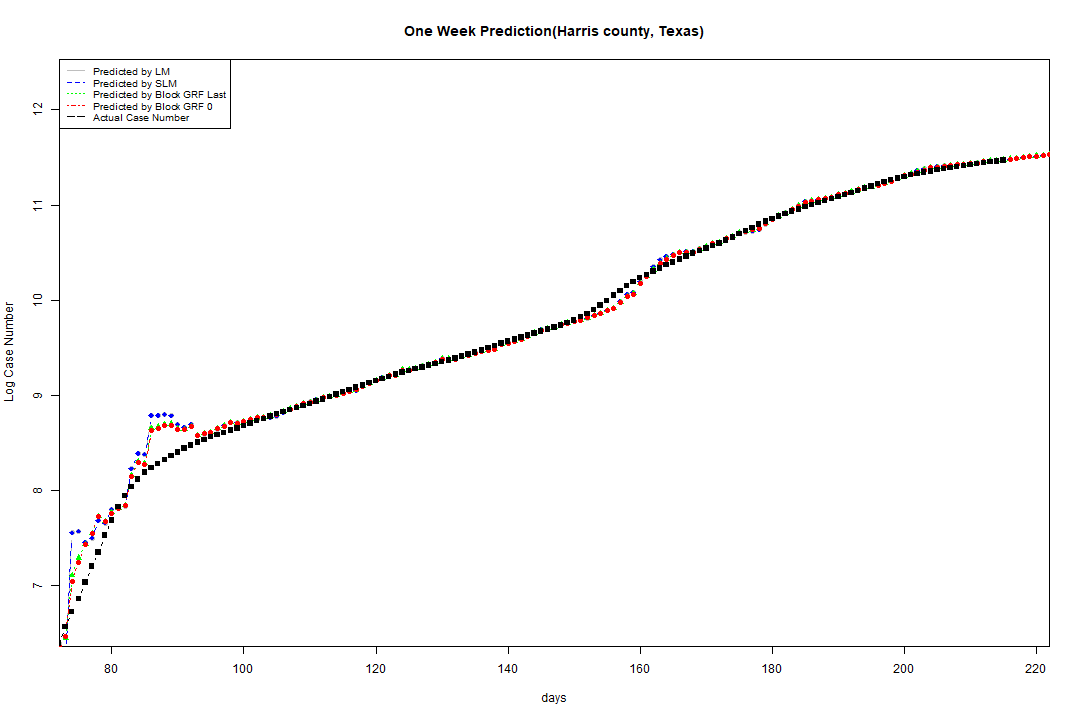 One Week Prediction(Harris county, Texas)
Predicted by LM
Predicted by SLM
Predicted by Block GRF Last
Predicted by Block GRF 0
Actual Case Number
12
11
10
9
8
7
Log Case Number
80 100 120 140 160 180 200 220
days